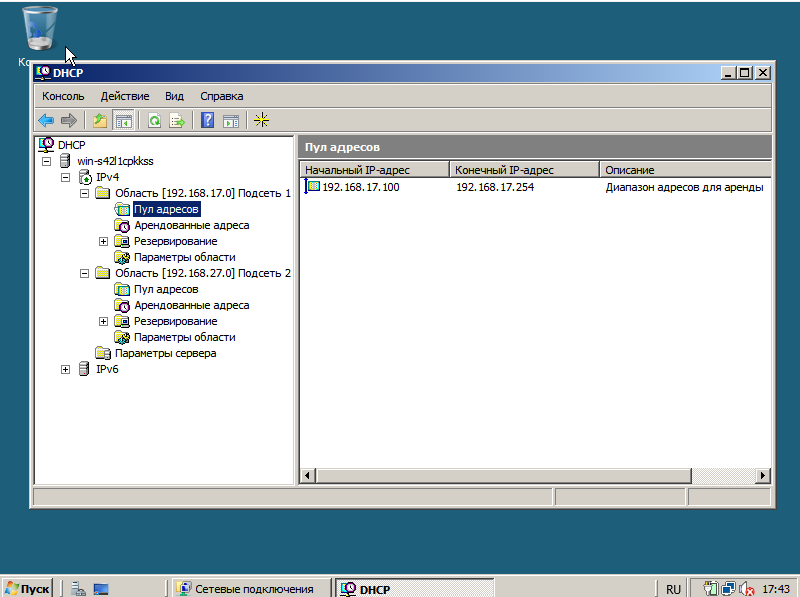 Ко
DHCP
Консоль Действие Вид Справка
DHCP
win-s42l1cpkkss
IPv4
Область [192.168.17.0] Подсеть 1
Пул адресов
Арендованные адреса
Резервирование
Параметры области
Область [192.168.27.0] Подсеть 2
Пул адресов
Арендованные адреса
Резервирование
Параметры области
Параметры сервера
IPv6
Пул адресов
Начальный IP-адрес Конечный IP-адрес Описание
192.168.17.100 192.168.17.254 Диапазон адресов для аренды
Пуск Сетевые подключения DHCP RU 17:43